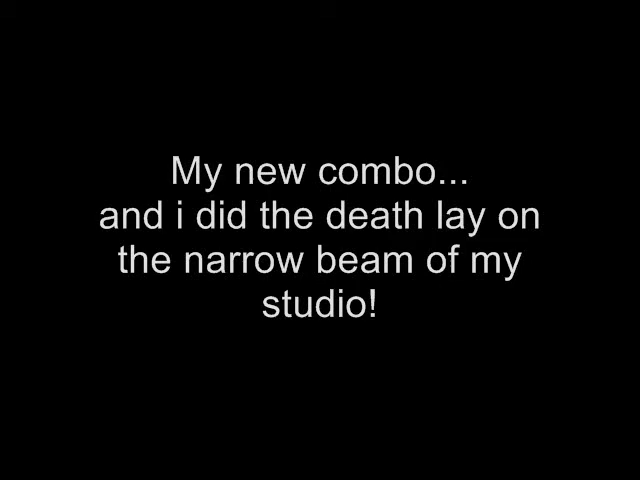 My new combo...
and i did the death lay on
the narrow beam of my
studio!